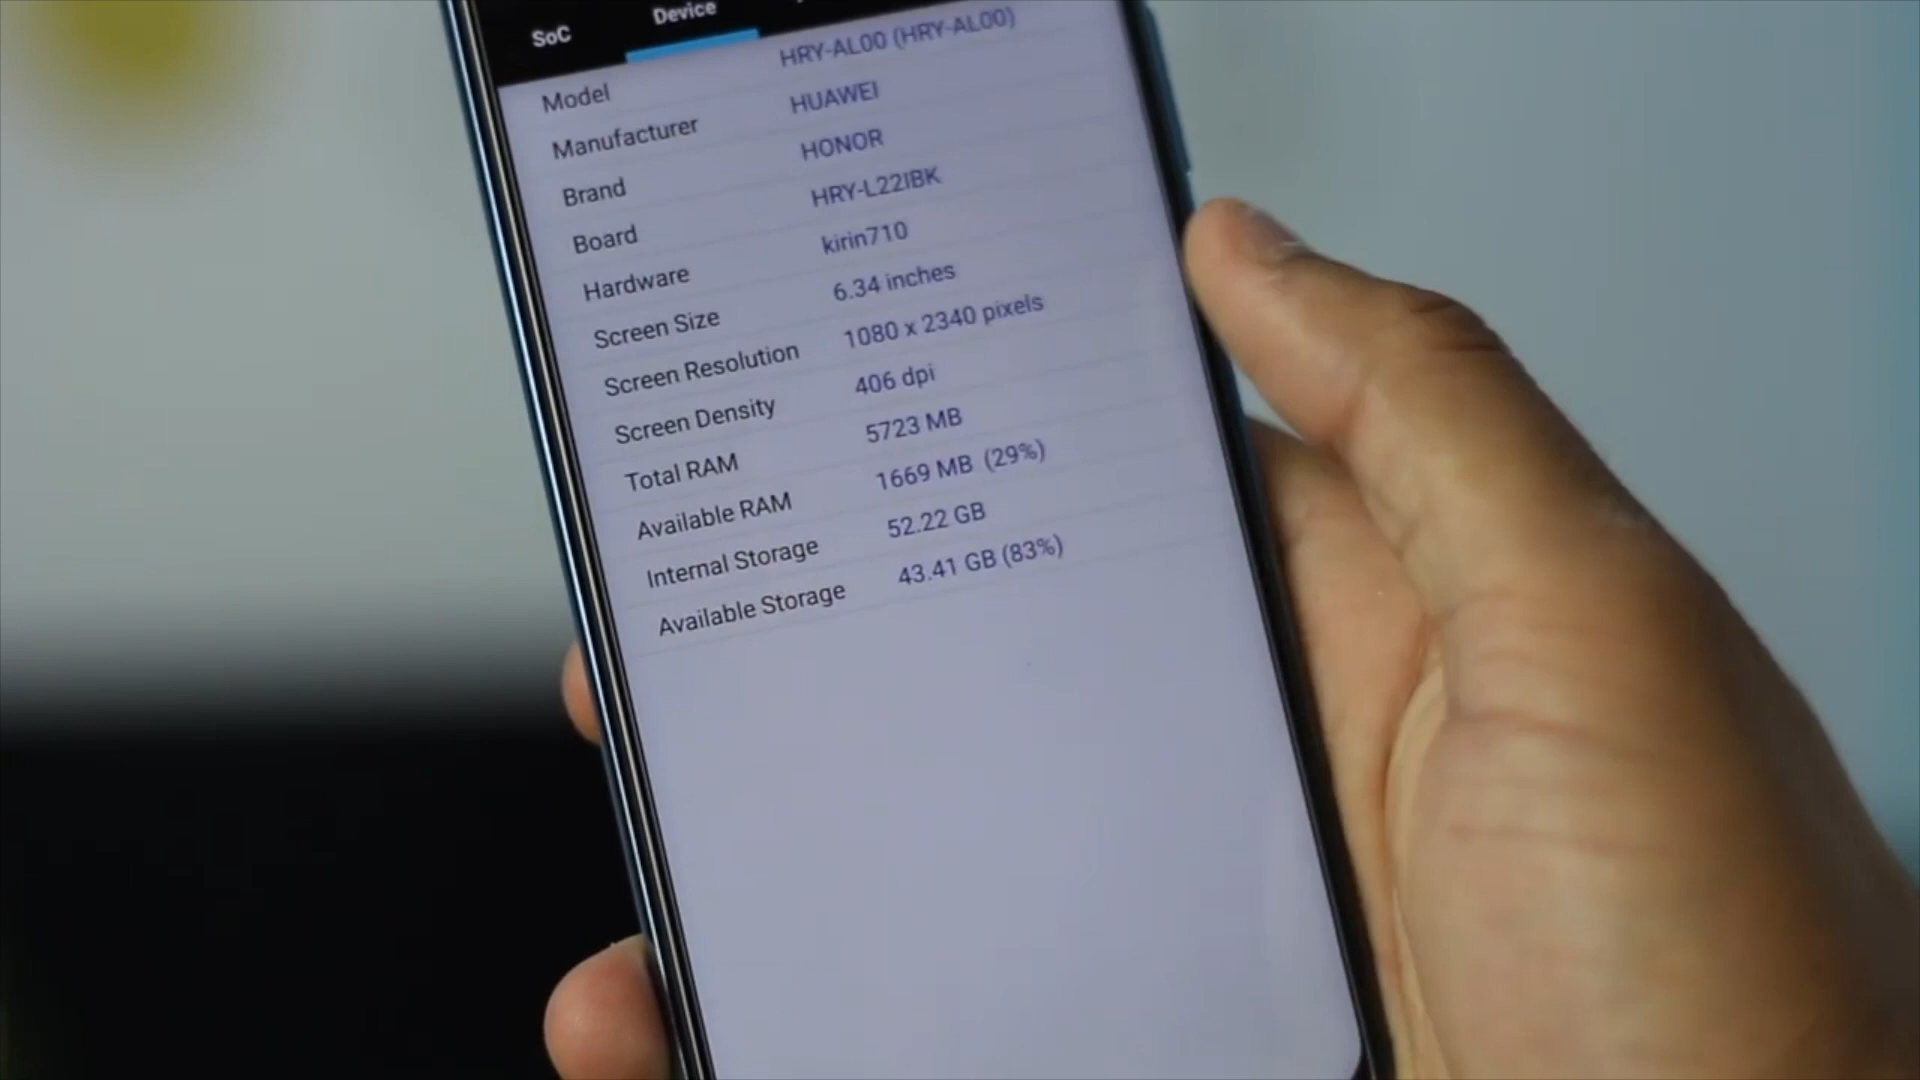 SoC Device
Model HRY-AL00 (HRY-AL00)
Manufacturer HUAWEI
Brand HONOR
Board HRY-L22IBK
Hardware kirin710
Screen Size 6.34 inches
Screen Resolution 1080 x 2340 pixels
Screen Density 406 dpi
Total RAM 5723 MB
Available RAM 1669 MB (29%)
Internal Storage 52.22 GB
Available Storage 43.41 GB (83%)